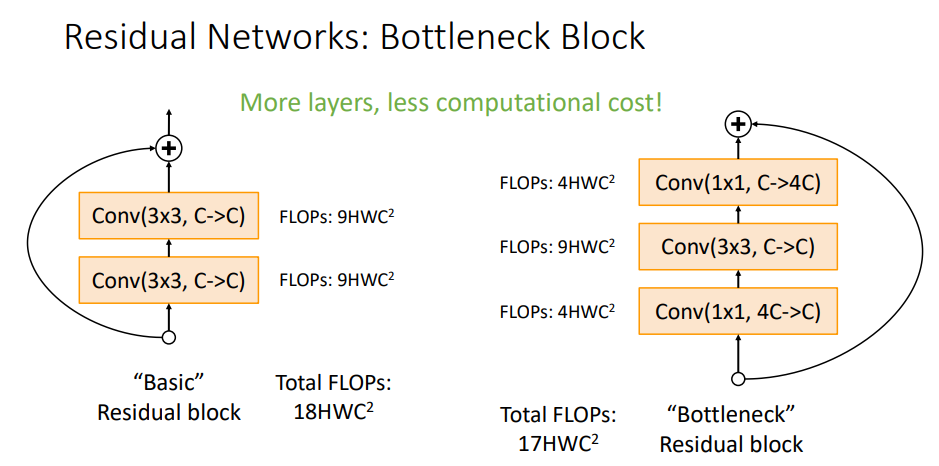 Residual Networks: Bottleneck Block
More layers, less computational cost!
+
Conv(3x3, C->C)
FLOPs: 9HWC²
Conv(3x3, C->C)
FLOPs: 9HWC²
“Basic”
Residual block
Total FLOPs:
18HWC²
+
FLOPs: 4HWC²
Conv(1x1, C->4C)
FLOPs: 9HWC²
Conv(3x3, C->C)
FLOPs: 4HWC²
Conv(1x1, 4C->C)
Total FLOPs:
17HWC²
“Bottleneck”
Residual block